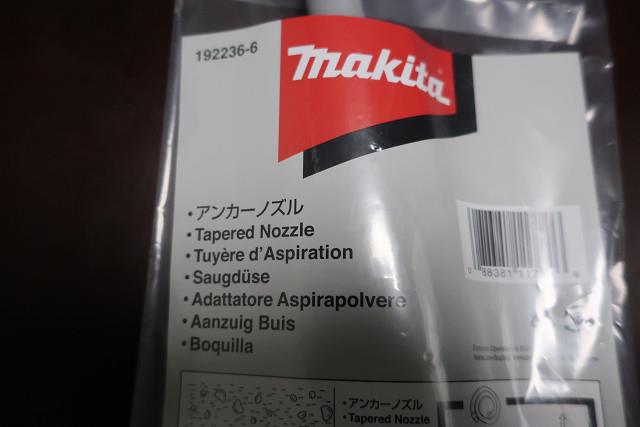 192236-6
makita
・アンカーノズル
• Tapered Nozzle
• Tuyère d'Aspiration
• Saugdüse
• Adattatore Aspirapolvere
• Aanzuig Buis
• Boquilla
・アンカーノズル
• Tapered Nozzle